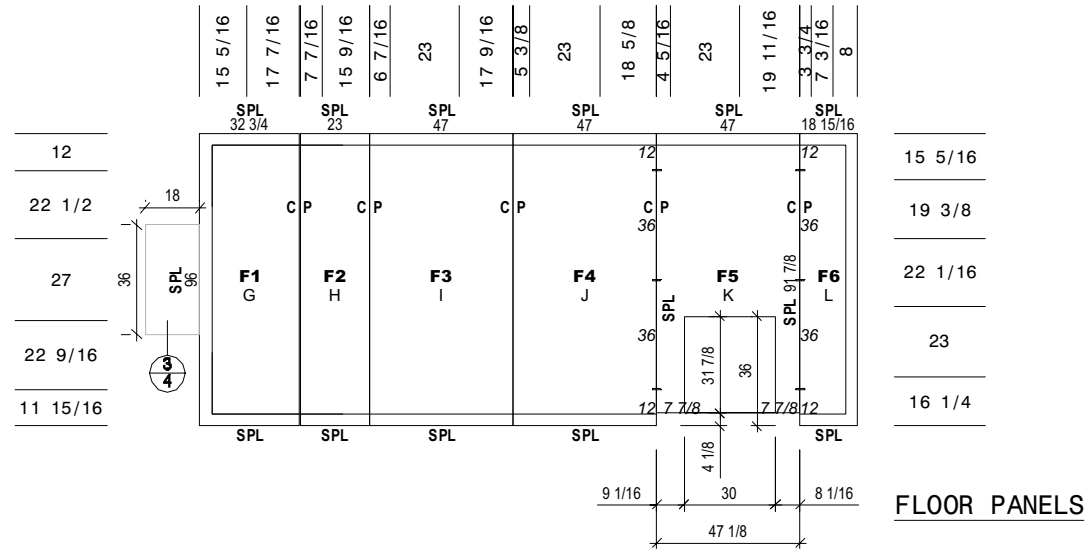 15 5/16
17 7/16
7 7/16
15 9/16
6 7/16
23
17 9/16
5 3/8
23
18 5/8
4 5/16
23
19 11/16
3 3/4
7 3/16
8
SPL SPL SPL SPL SPL SPL
32 3/4 23 47 47 47 18 15/16
12
22 1/2
27
22 9/16
11 15/16
18
36
SPL
96
3
4
C P C P C P C P C P
F1
G
F2
H
F3
I
F4
J
F5
K
F6
L
12
36
36
12
SPL
7 7/8
31 7/8
36
4 1/8
7 7/8
SPL
91 7/8
12
36
36
12
15 5/16
19 3/8
22 1/16
23
16 1/4
SPL SPL SPL SPL SPL
9 1/16 30 8 1/16
47 1/8
FLOOR PANELS